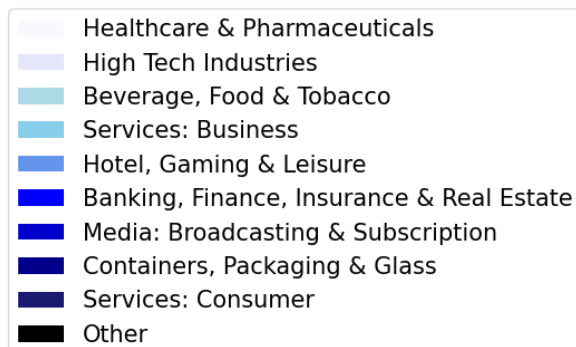 Healthcare & Pharmaceuticals
High Tech Industries
Beverage, Food & Tobacco
Services: Business
Hotel, Gaming & Leisure
Banking, Finance, Insurance & Real Estate
Media: Broadcasting & Subscription
Containers, Packaging & Glass
Services: Consumer
Other